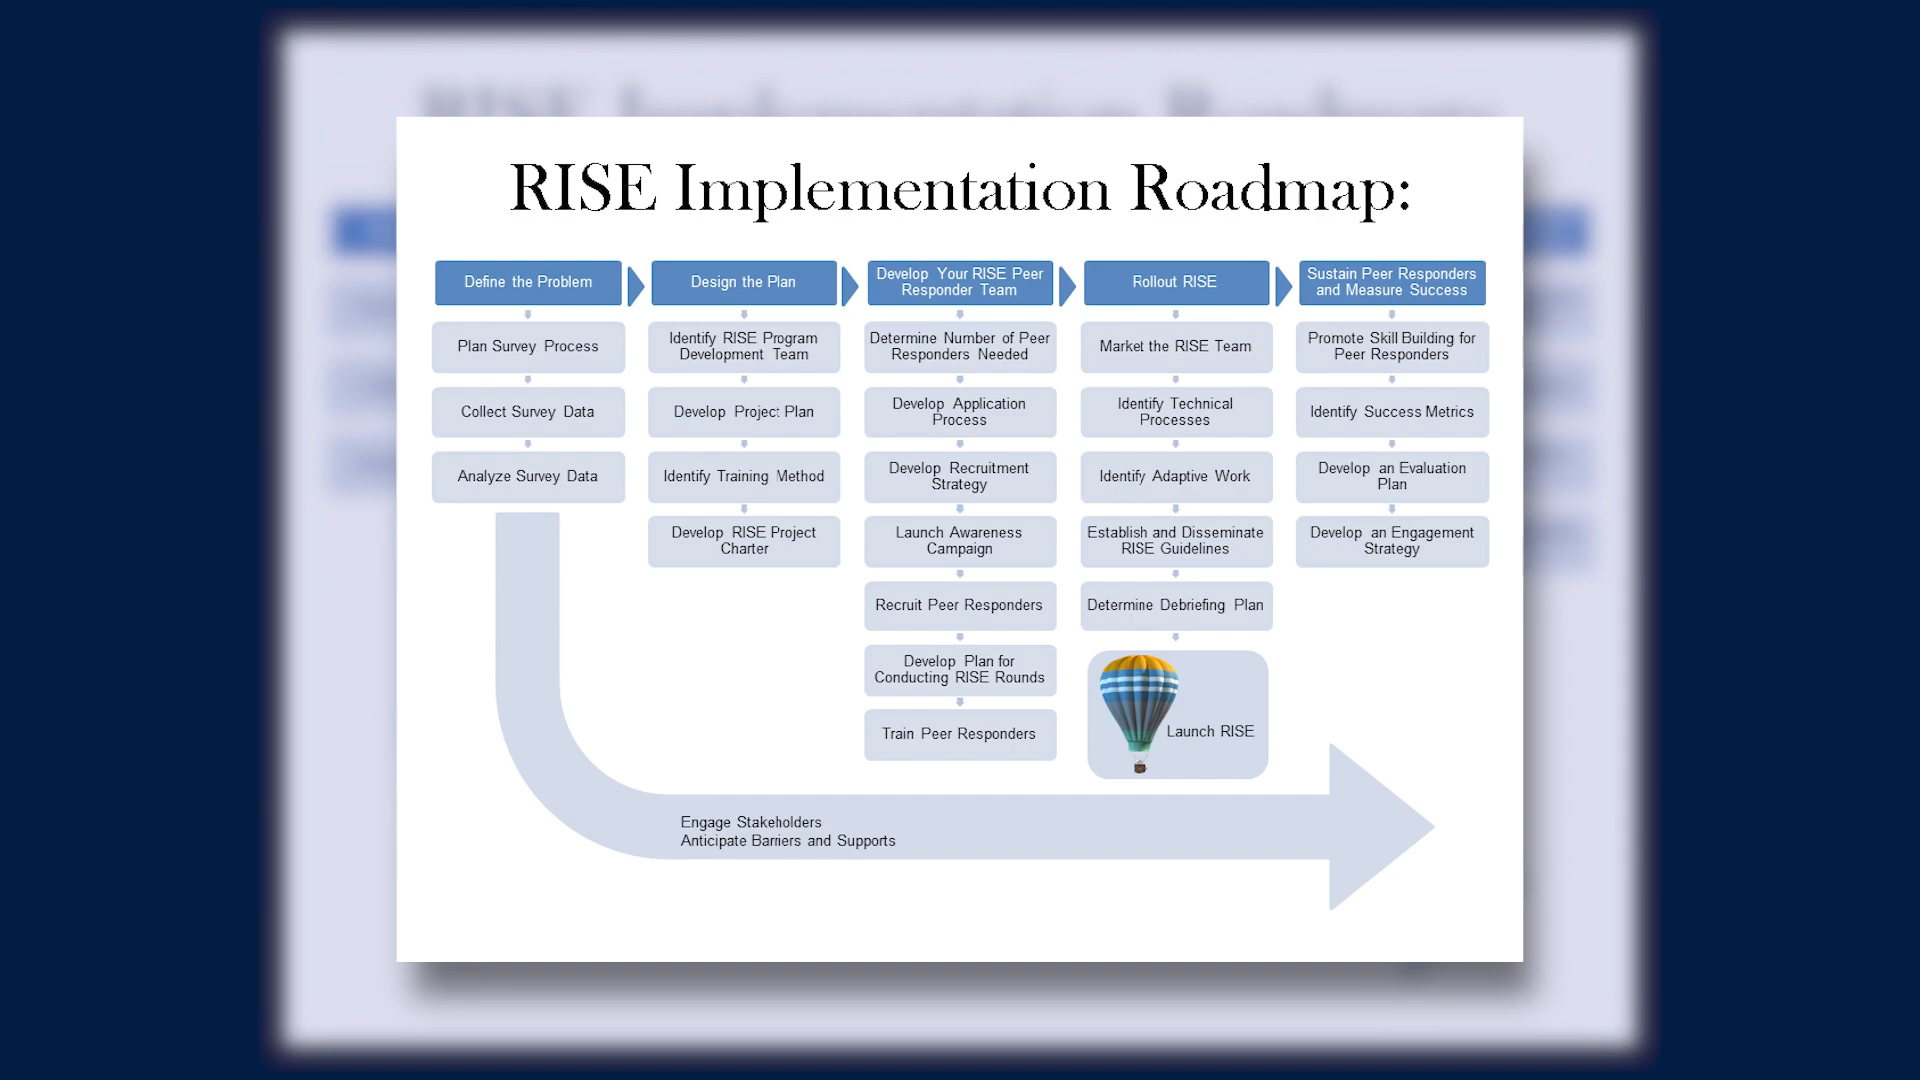 RISE Implementation Roadmap:
Define the Problem
Plan Survey Process
Collect Survey Data
Analyze Survey Data
Design the Plan
Identify RISE Program
Development Team
Develop Project Plan
Identify Training Method
Develop RISE Project
Charter
Develop Your RISE Peer
Responder Team
Determine Number of Peer
Responders Needed
Develop Application
Process
Develop Recruitment
Strategy
Launch Awareness
Campaign
Recruit Peer Responders
Develop Plan for
Conducting RISE Rounds
Train Peer Responders
Rollout RISE
Market the RISE Team
Identify Technical
Processes
Identify Adaptive Work
Establish and Disseminate
RISE Guidelines
Determine Debriefing Plan
Launch RISE
Sustain Peer Responders
and Measure Success
Promote Skill Building for
Peer Responders
Identify Success Metrics
Develop an Evaluation
Plan
Develop an Engagement
Strategy
Engage Stakeholders
Anticipate Barriers and Supports